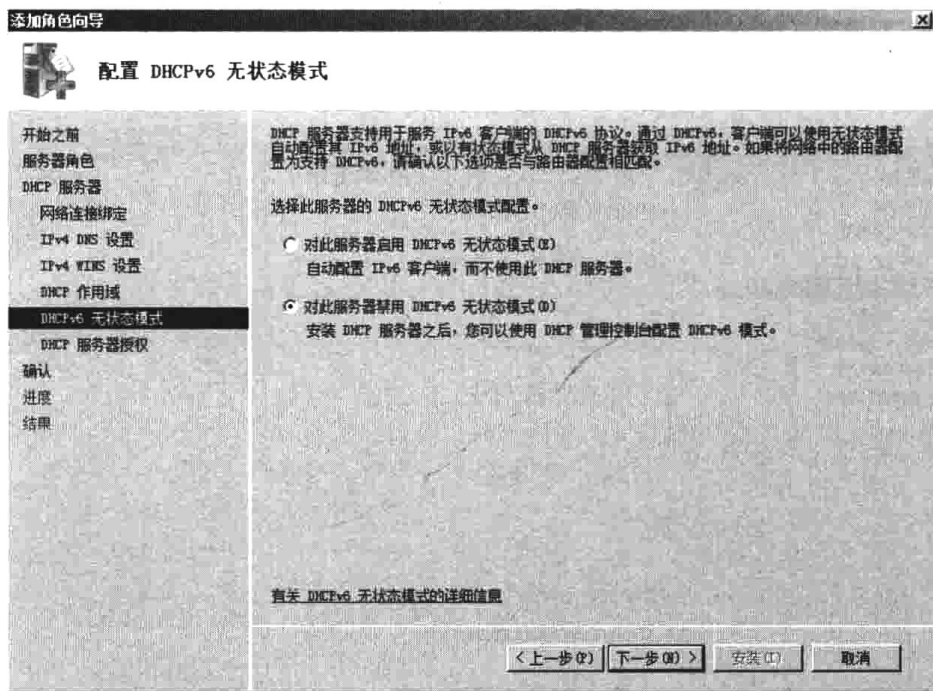 添加角色向导
配置 DHCPv6 无状态模式
开始之前
服务器角色
DHCP 服务器
网络连接绑定
IPv4 DNS 设置
IPv4 WINS 设置
DHCP 作用域
DHCPv6 无状态模式
DHCP 服务器授权
确认
进度
结果
DHCP 服务器支持用于服务 IPv6 客户端的 DHCPv6 协议。通过 DHCPv6，客户端可以使用无状态模式
自动配置其 IPv6 地址，或以有状态模式从 DHCP 服务器获取 IPv6 地址。如果将网络中的路由器配
置为支持 DHCPv6，请确认以下选项是否与路由器配置相匹配。
选择此服务器的 DHCPv6 无状态模式配置。
对此服务器启用 DHCPv6 无状态模式(E)
自动配置 IPv6 客户端，而不使用此 DHCP 服务器。
对此服务器禁用 DHCPv6 无状态模式(D)
安装 DHCP 服务器之后，您可以使用 DHCP 管理控制台配置 DHCPv6 模式。
有关 DHCPv6 无状态模式的详细信息
<上一步(P)
下一步(N) >
安装(I)
取消